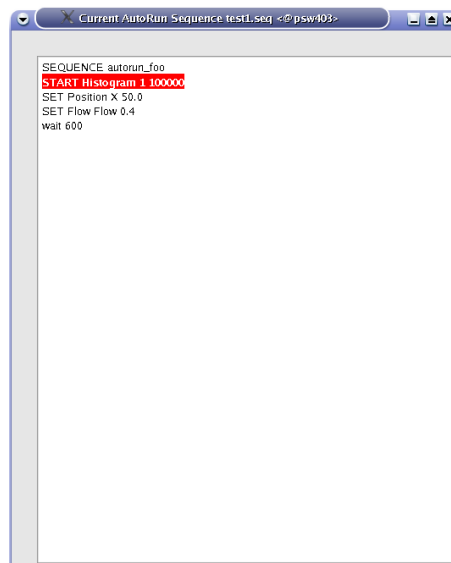 Current AutoRun Sequence test1.seq <@psw403>
SEQUENCE autorun_foo
START Histogram 1 100000
SET Position X 50.0
SET Flow Flow 0.4
wait 600